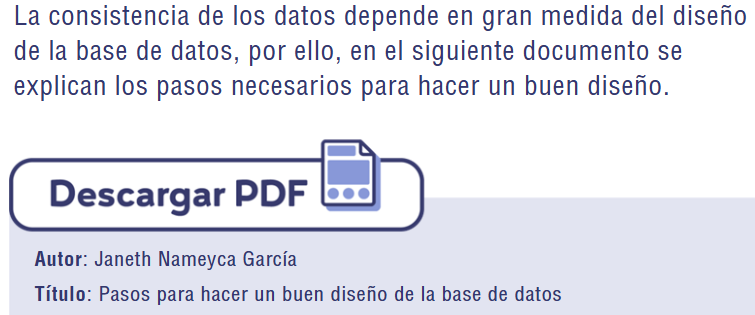 La consistencia de los datos depende en gran medida del diseño
de la base de datos, por ello, en el siguiente documento se
explican los pasos necesarios para hacer un buen diseño.
Descargar PDF
Autor: Janeth Nameyca García
Título: Pasos para hacer un buen diseño de la base de datos